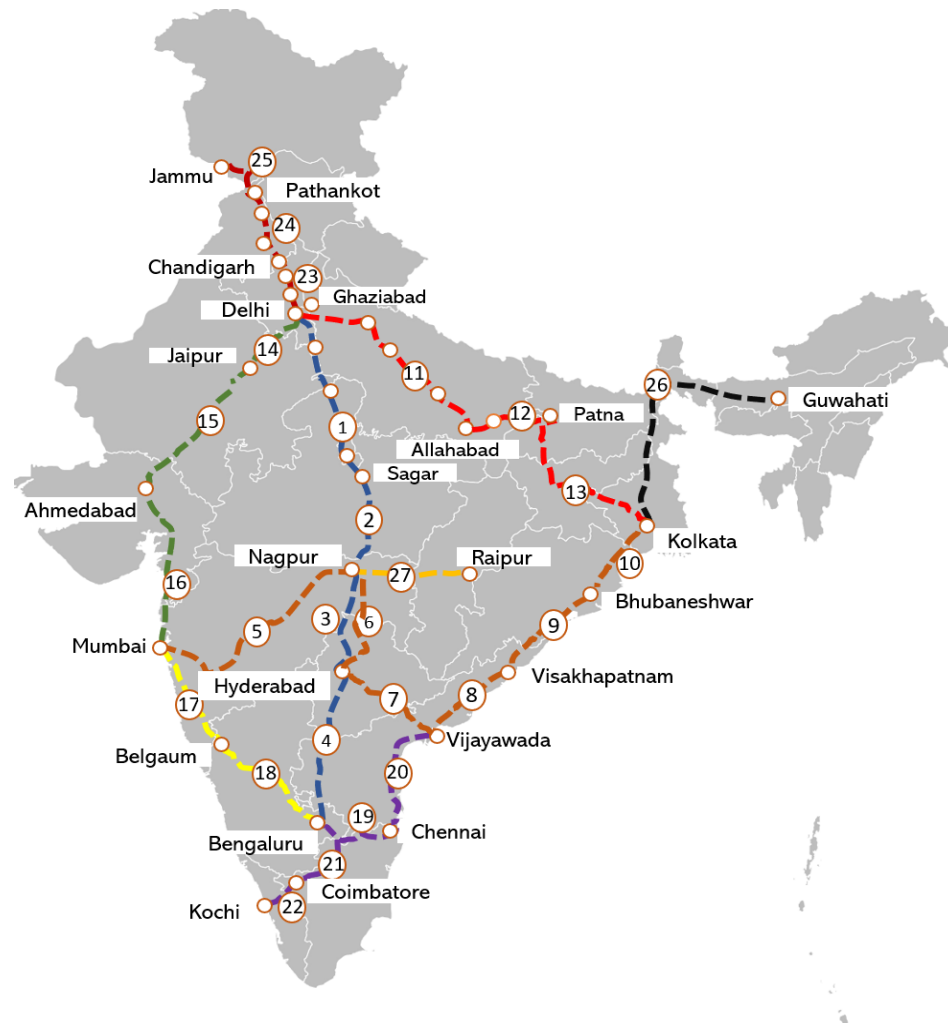 25
Jammu
Pathankot
24
Chandigarh
23
Ghaziabad
Delhi
14
Jaipur
11
26
Guwahati
12
Patna
15
1
Allahabad
Sagar
13
Ahmedabad
2
Kolkata
Nagpur
Raipur
10
16
27
Bhubaneshwar
3
6
5
9
Mumbai
Visakhapatnam
Hyderabad
7
8
17
4
Vijayawada
Belgaum
18
20
19
Chennai
Bengaluru
21
Coimbatore
Kochi
22